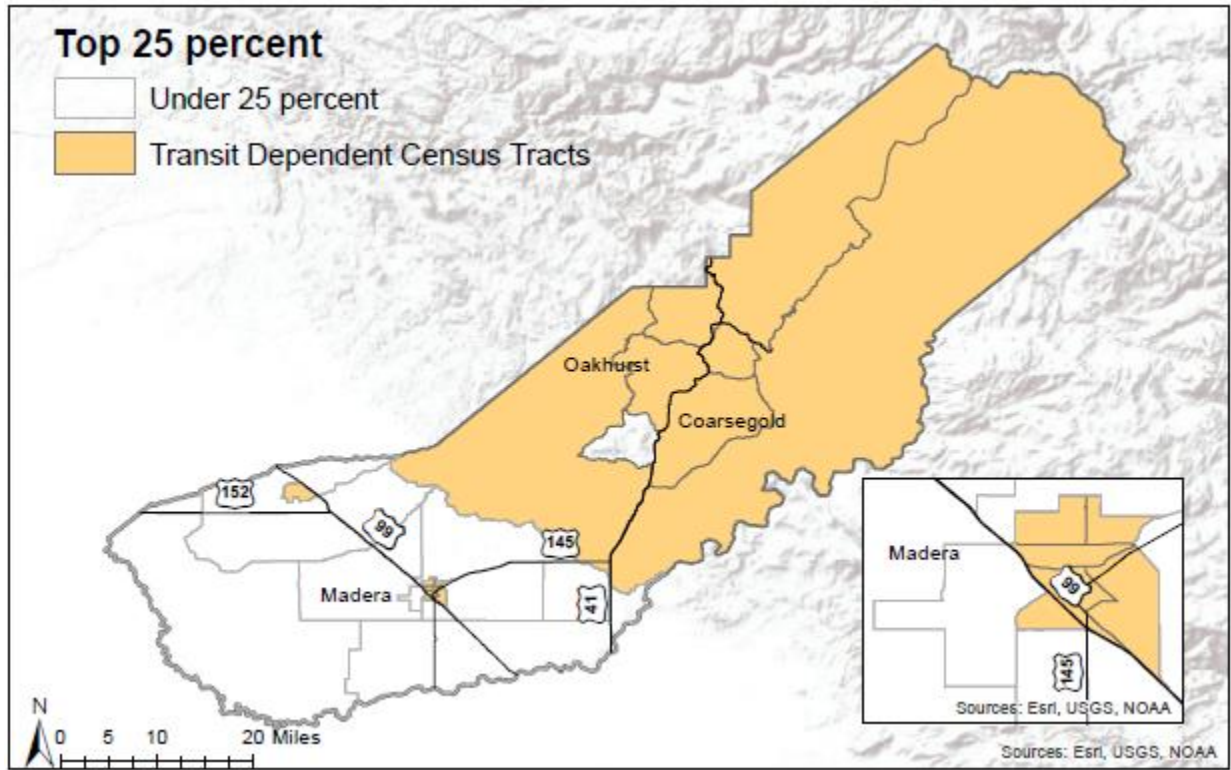 Top 25 percent
Under 25 percent
Transit Dependent Census Tracts
Oakhurst
Coarsegold
152
99
145
Madera
41
Madera
99
145
Sources: Esri, USGS, NOAA
N
0 5 10 20 Miles
Sources: Esri, USGS, NOAA